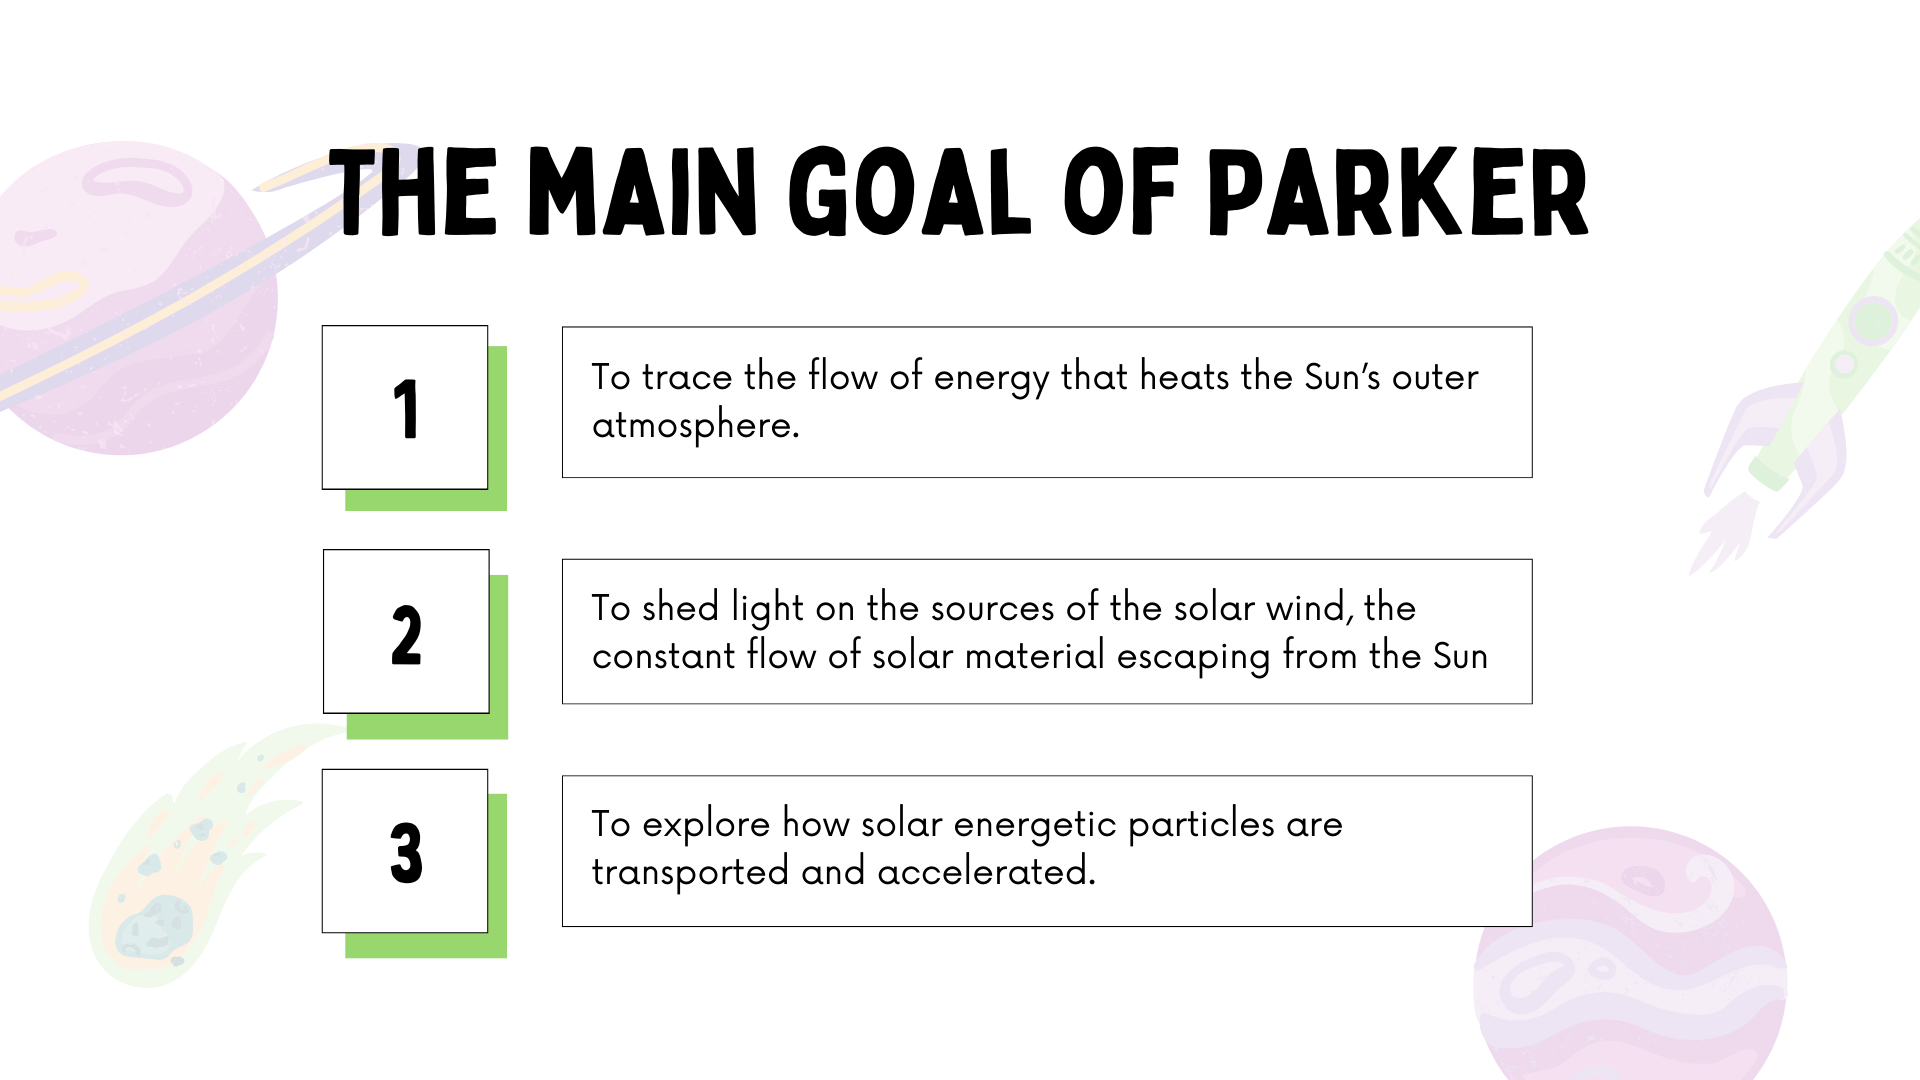 THE MAIN GOAL OF PARKER
1
To trace the flow of energy that heats the Sun’s outer
atmosphere.
2
To shed light on the sources of the solar wind, the
constant flow of solar material escaping from the Sun
3
To explore how solar energetic particles are
transported and accelerated.